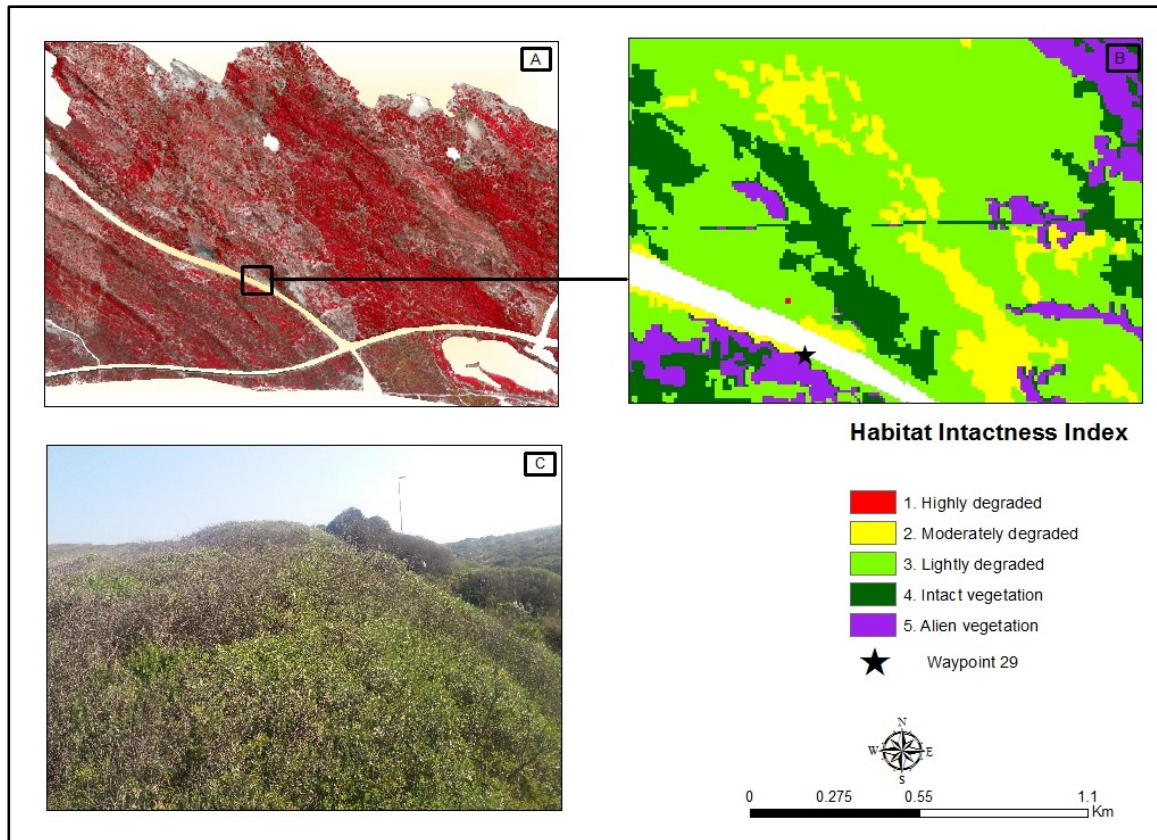 A
B
C
Habitat Intactness Index
1. Highly degraded
2. Moderately degraded
3. Lightly degraded
4. Intact vegetation
5. Alien vegetation
Waypoint 29
N
W E
S
0 0.275 0.55 1.1
Km